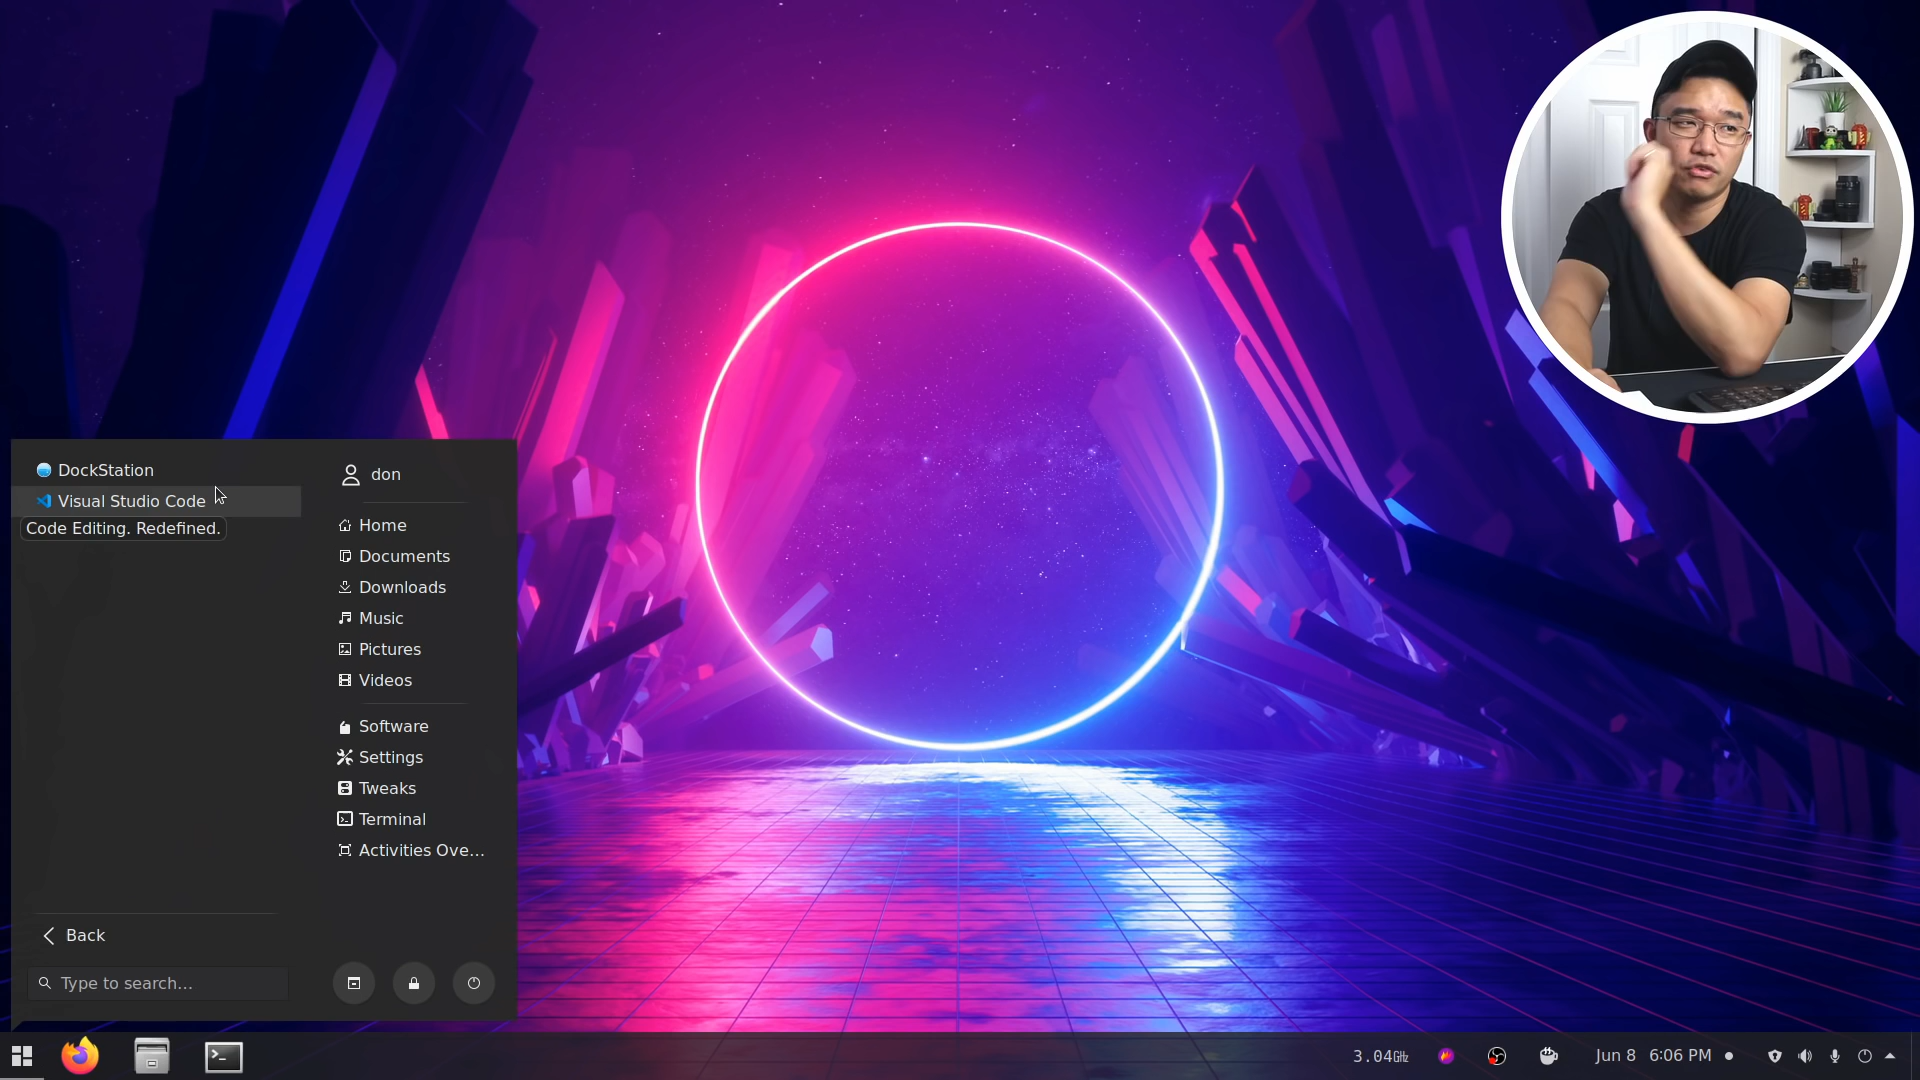 DockStation
Visual Studio Code
Code Editing. Redefined.
Back
Type to search...
don
Home
Documents
Downloads
Music
Pictures
Videos
Software
Settings
Tweaks
Terminal
Activities Ove...
3.04GHz
Jun 8 6:06 PM